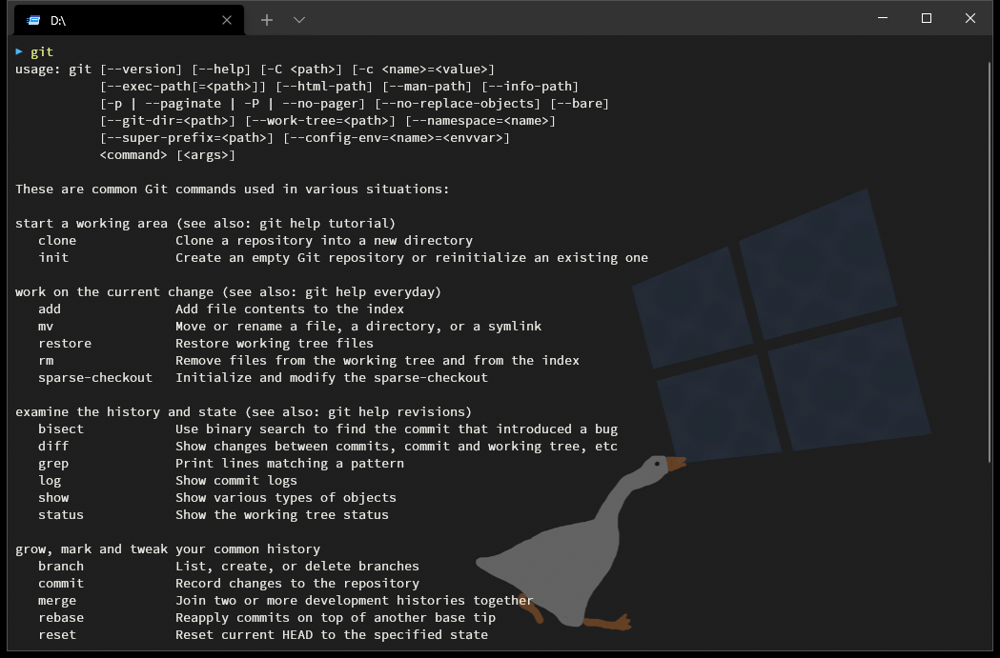 D:\
git
usage: git [--version] [--help] [-C <path>] [-c <name>=<value>]
           [--exec-path[=<path>]] [--html-path] [--man-path] [--info-path]
           [-p | --paginate | -P | --no-pager] [--no-replace-objects] [--bare]
           [--git-dir=<path>] [--work-tree=<path>] [--namespace=<name>]
           [--super-prefix=<path>] [--config-env=<name>=<envvar>]
           <command> [<args>]

These are common Git commands used in various situations:

start a working area (see also: git help tutorial)
   clone             Clone a repository into a new directory
   init              Create an empty Git repository or reinitialize an existing one

work on the current change (see also: git help everyday)
   add               Add file contents to the index
   mv                Move or rename a file, a directory, or a symlink
   restore           Restore working tree files
   rm                Remove files from the working tree and from the index
   sparse-checkout   Initialize and modify the sparse-checkout

examine the history and state (see also: git help revisions)
   bisect            Use binary search to find the commit that introduced a bug
   diff              Show changes between commits, commit and working tree, etc
   grep              Print lines matching a pattern
   log               Show commit logs
   show              Show various types of objects
   status            Show the working tree status

grow, mark and tweak your common history
   branch            List, create, or delete branches
   commit            Record changes to the repository
   merge             Join two or more development histories together
   rebase            Reapply commits on top of another base tip
   reset             Reset current HEAD to the specified state